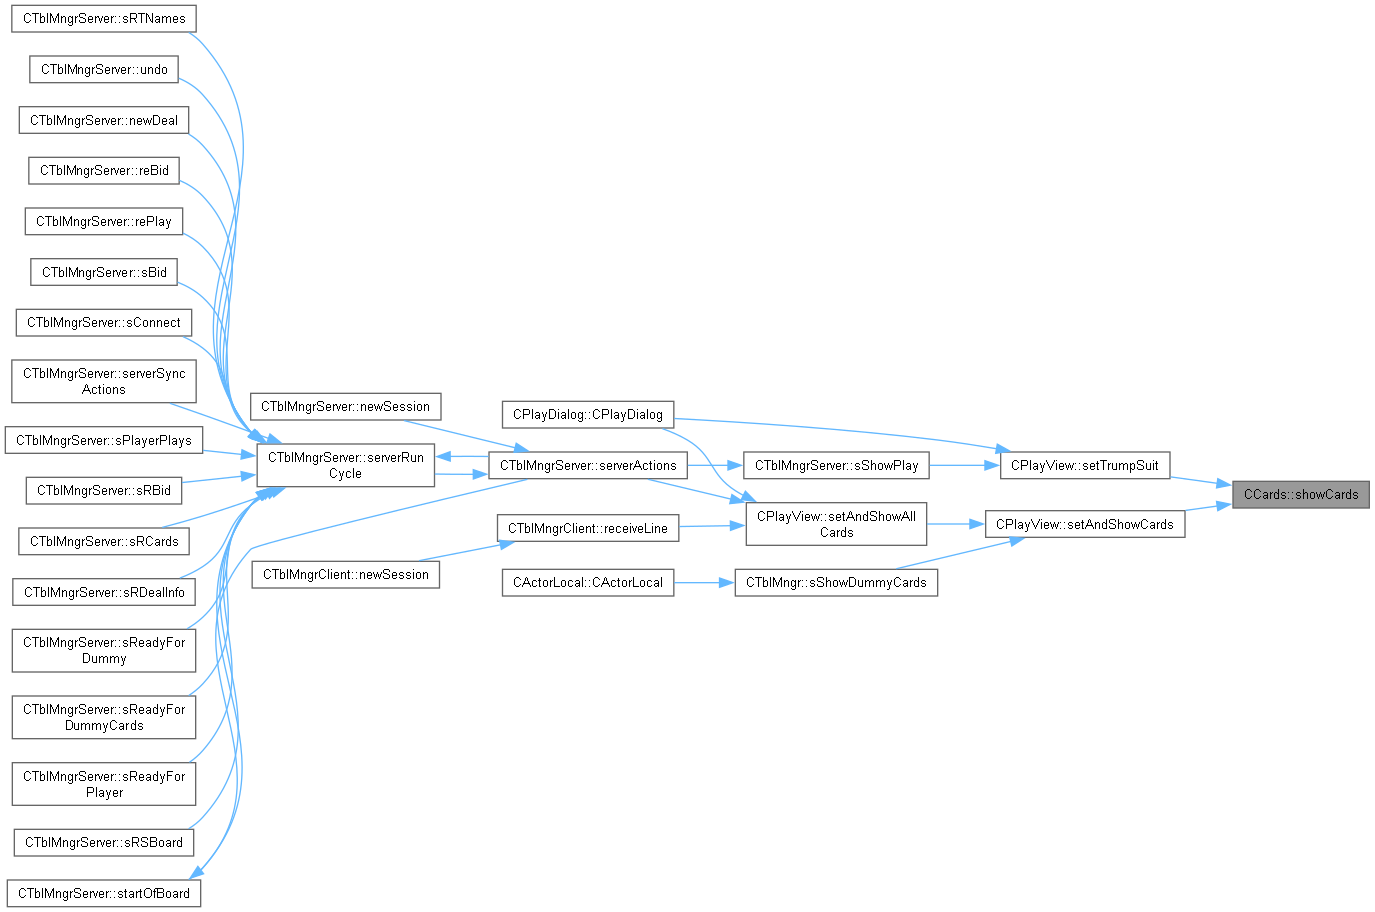 CTblMngrServer::sRTNames
CTblMngrServer::undo
CTblMngrServer::newDeal
CTblMngrServer::reBid
CTblMngrServer::rePlay
CTblMngrServer::sBid
CTblMngrServer::sConnect
CTblMngrServer::serverSync
Actions
CTblMngrServer::sPlayerPlays
CTblMngrServer::sRBid
CTblMngrServer::sRCards
CTblMngrServer::sRDealInfo
CTblMngrServer::sReadyFor
Dummy
CTblMngrServer::sReadyFor
DummyCards
CTblMngrServer::sReadyFor
Player
CTblMngrServer::sRSBoard
CTblMngrServer::startOfBoard
CTblMngrServer::newSession
CTblMngrServer::serverRun
Cycle
CTblMngrClient::newSession
CPlayDialog::CPlayDialog
CTblMngrServer::serverActions
CTblMngrClient::receiveLine
CActorLocal::CActorLocal
CTblMngrServer::sShowPlay
CPlayView::setAndShowAll
Cards
CTblMngr::sShowDummyCards
CPlayView::setTrumpSuit
CPlayView::setAndShowCards
CCards::showCards